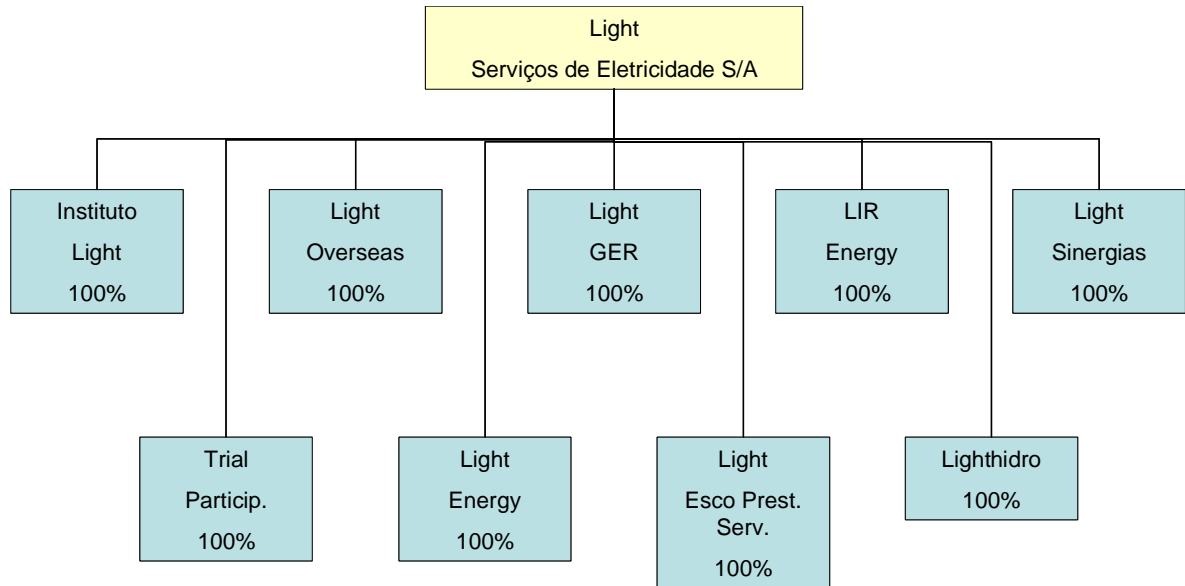 Light
Serviços de Eletricidade S/A
Instituto
Light
100%
Light
Overseas
100%
Light
GER
100%
LIR
Energy
100%
Light
Sinergias
100%
Trial
Particip.
100%
Light
Energy
100%
Light
Esco Prest.
Serv.
100%
Lighthidro
100%